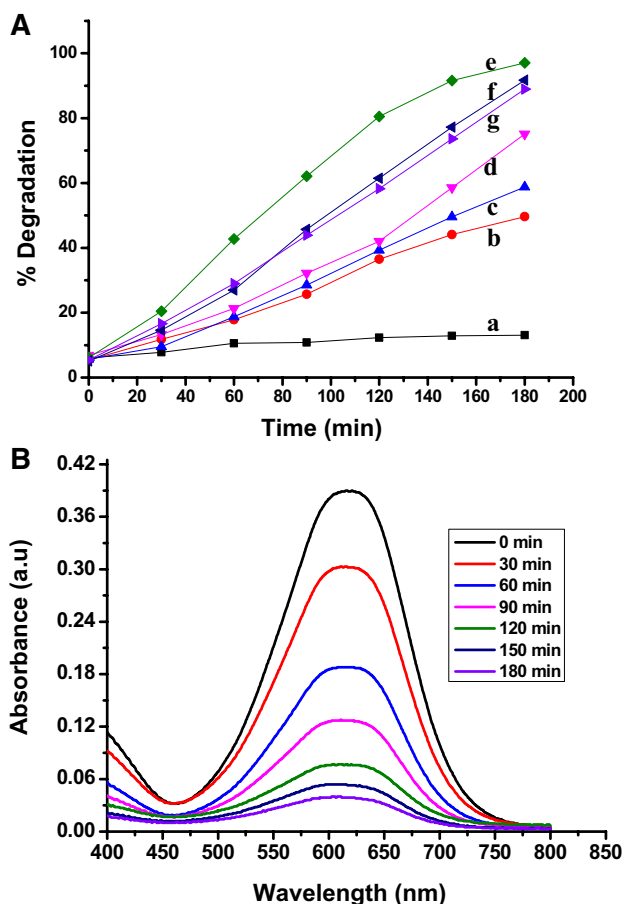 A
% Degradation
100
80
60
40
20
0
e
f
g
d
c
b
a
0 20 40 60 80 100 120 140 160 180 200
Time (min)
B
Absorbance (a.u)
0.42
0.36
0.30
0.24
0.18
0.12
0.06
0.00
0 min
30 min
60 min
90 min
120 min
150 min
180 min
400 450 500 550 600 650 700 750 800 850
Wavelength (nm)